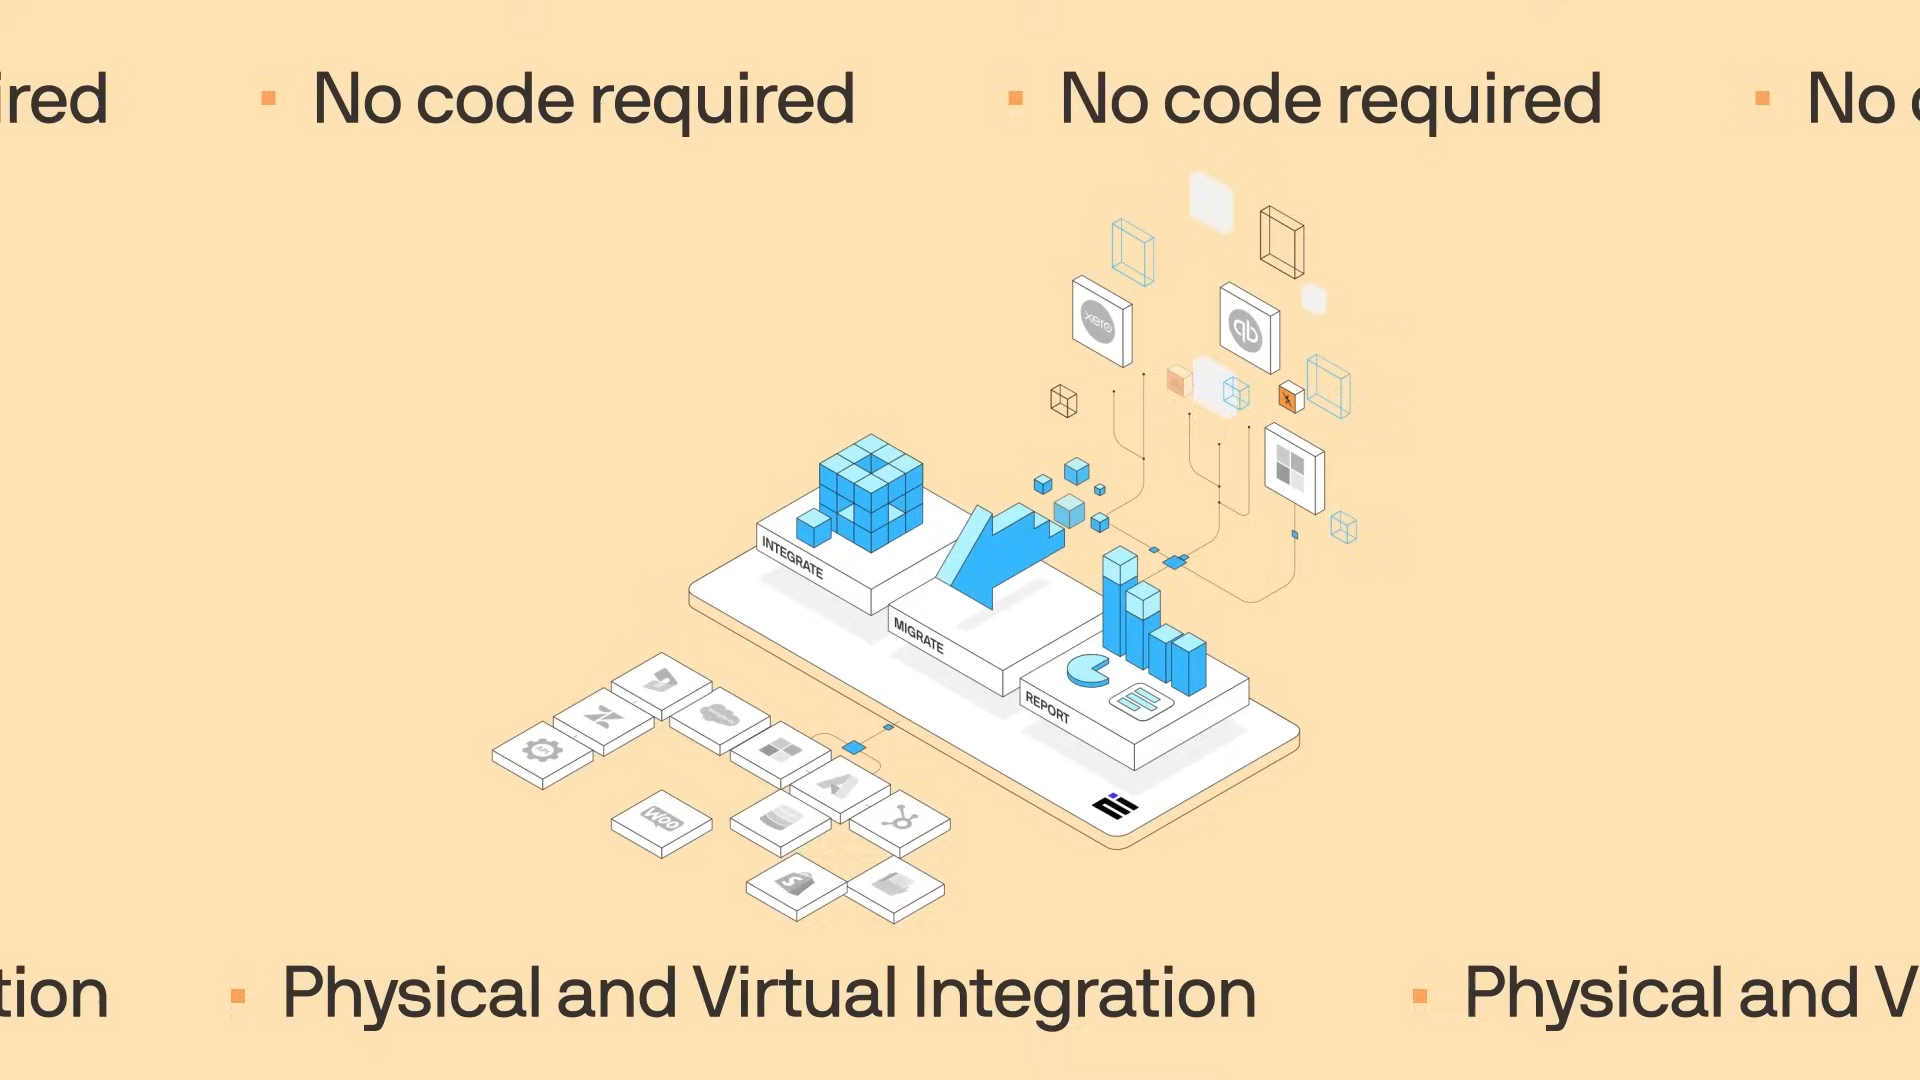 ired ▪ No code required ▪ No code required ▪ No c
xero
qb
INTEGRATE
MIGRATE
REPORT
API
WOO
S
tion ▪ Physical and Virtual Integration ▪ Physical and V